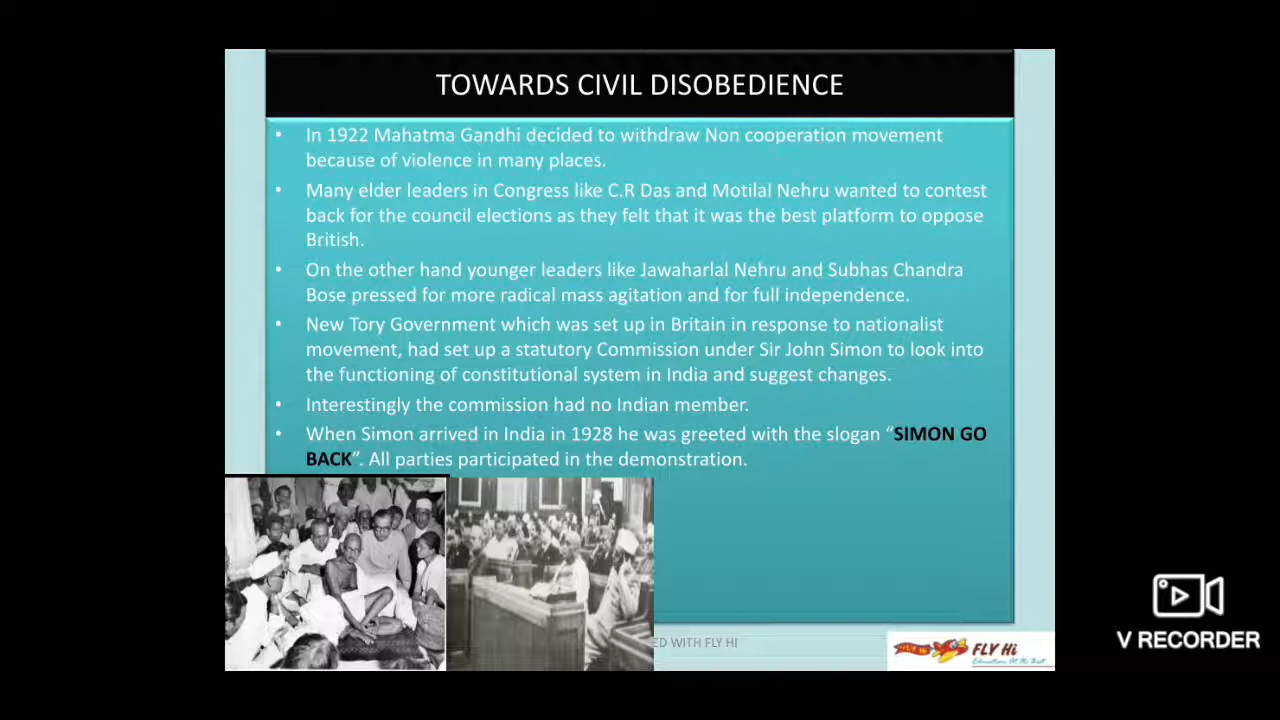 TOWARDS CIVIL DISOBEDIENCE
• In 1922 Mahatma Gandhi decided to withdraw Non cooperation movement
because of violence in many places.
• Many elder leaders in Congress like C.R Das and Motilal Nehru wanted to contest
back for the council elections as they felt that it was the best platform to oppose
British.
• On the other hand younger leaders like Jawaharlal Nehru and Subhas Chandra
Bose pressed for more radical mass agitation and for full independence.
• New Tory Government which was set up in Britain in response to nationalist
movement, had set up a statutory Commission under Sir John Simon to look into
the functioning of constitutional system in India and suggest changes.
• Interestingly the commission had no Indian member.
• When Simon arrived in India in 1928 he was greeted with the slogan “SIMON GO
BACK”. All parties participated in the demonstration.
ED WITH FLY HI
FLY Hi
V RECORDER